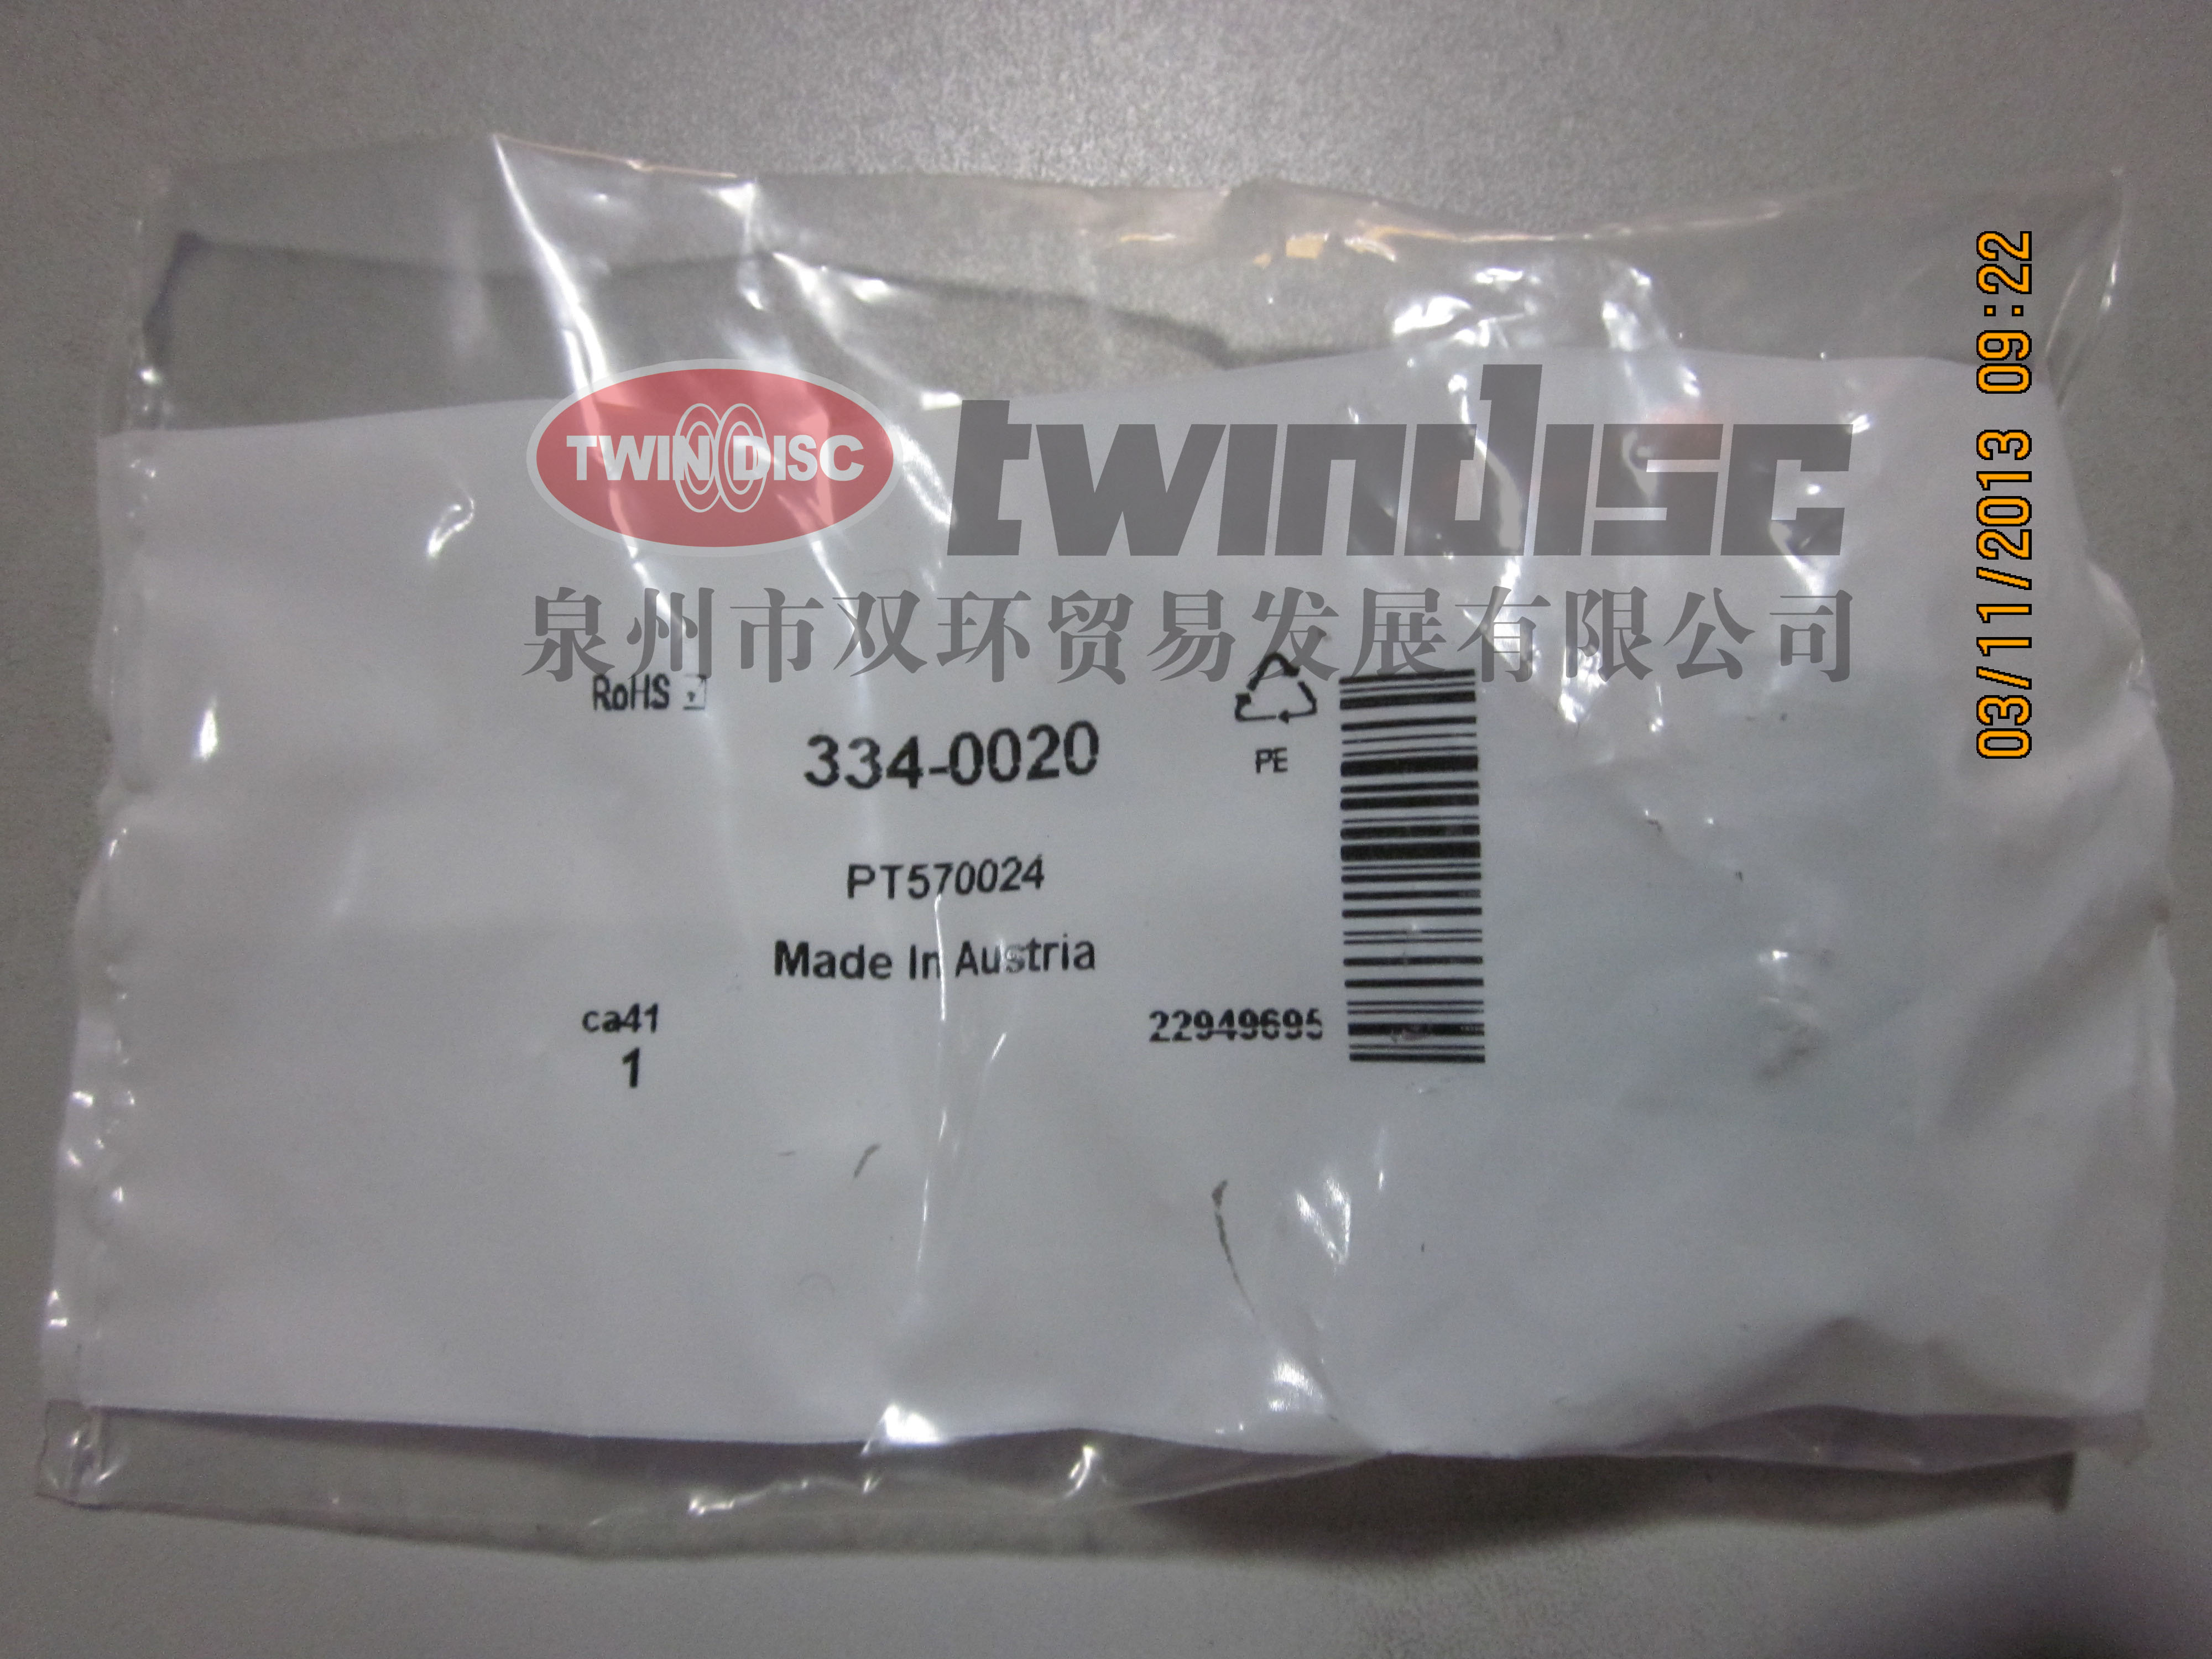 TWIN DISC
twindisc
泉州市双环贸易发展有限公司
RoHS
334-0020
PE
PT570024
Made In Austria
ca41
1
22949695
03/11/2013 09:22